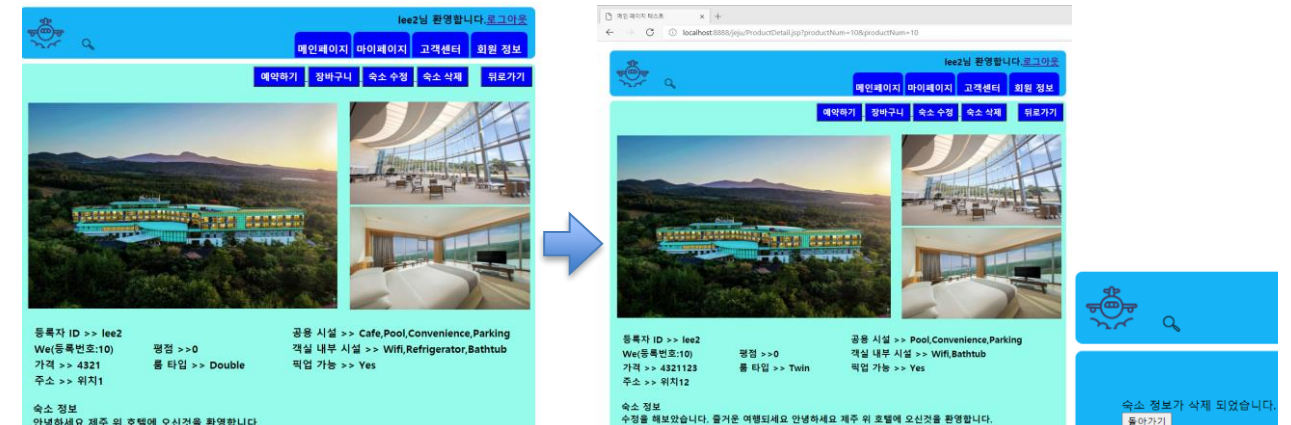 lee2님 환영합니다.로그아웃
메인페이지 마이페이지 고객센터 회원 정보
예약하기 장바구니 숙소 수정 숙소 삭제 뒤로가기
등록자 ID >> lee2 공용 시설 >> Cafe,Pool,Convenience,Parking
We(등록번호:10) 평점 >>0 객실 내부 시설 >> Wifi,Refrigerator,Bathtub
가격 >> 4321 룸 타입 >> Double 픽업 가능 >> Yes
주소 >> 위치1
숙소 정보
안녕하세요 제주 위 호텔에 오신것을 환영합니다
메인 페이지 테스트
localhost:8888/jeju/ProductDetail.jsp?productNum=10&productNum=10
lee2님 환영합니다.로그아웃
메인페이지 마이페이지 고객센터 회원 정보
예약하기 장바구니 숙소 수정 숙소 삭제 뒤로가기
등록자 ID >> lee2 공용 시설 >> Pool,Convenience,Parking
We(등록번호:10) 평점 >>0 객실 내부 시설 >> Wifi,Bathtub
가격 >> 4321123 룸 타입 >> Twin 픽업 가능 >> Yes
주소 >> 위치12
숙소 정보
수정을 해보았습니다. 즐거운 여행되세요 안녕하세요 제주 위 호텔에 오신것을 환영합니다.
숙소 정보가 삭제 되었습니다.
돌아가기